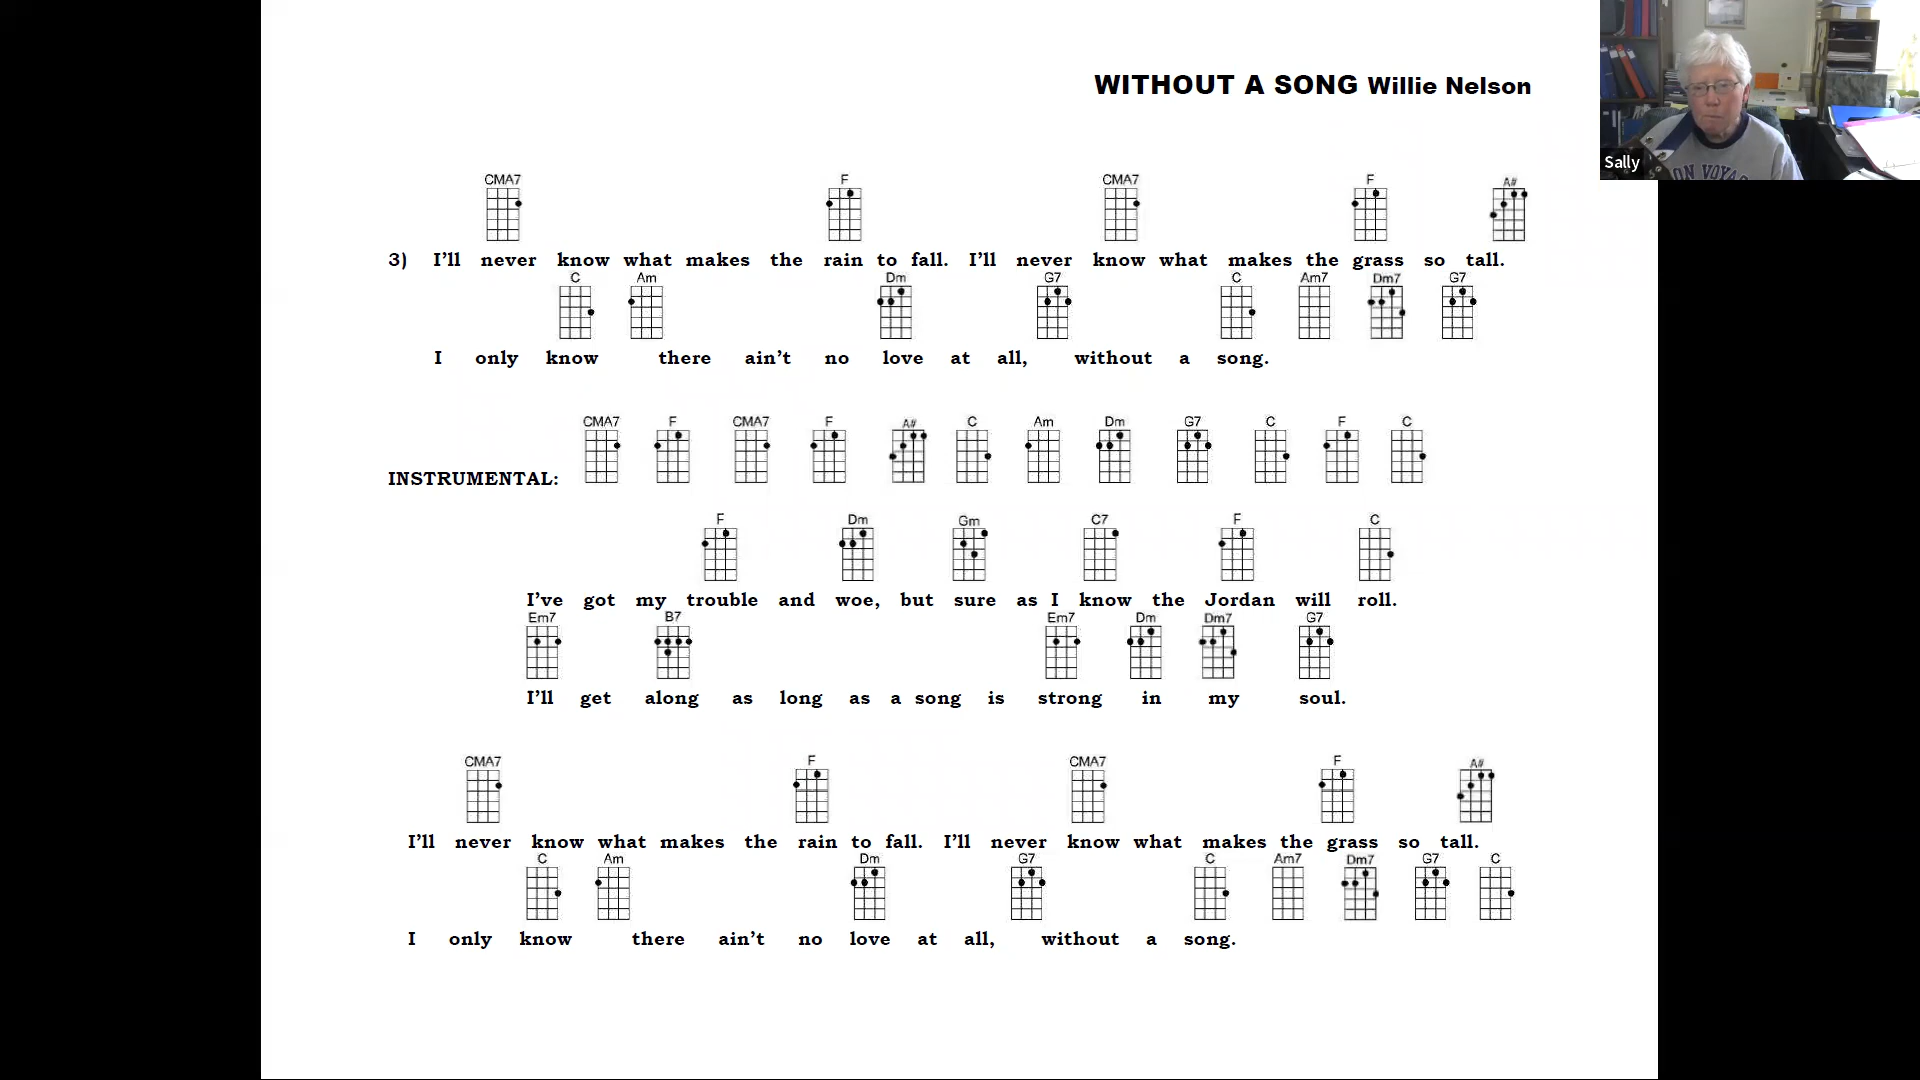 WITHOUT A SONG Willie Nelson
Sally
CMA7 F CMA7 F A#
3) I'll never know what makes the rain to fall. I'll never know what makes the grass so tall.
C Am Dm G7 C Am7 Dm7 G7
I only know there ain't no love at all, without a song.
CMA7 F CMA7 F A# C Am Dm G7 C F C
INSTRUMENTAL:
F Dm Gm C7 F C
I've got my trouble and woe, but sure as I know the Jordan will roll.
Em7 B7 Em7 Dm Dm7 G7
I'll get along as long as a song is strong in my soul.
CMA7 F CMA7 F A#
I'll never know what makes the rain to fall. I'll never know what makes the grass so tall.
C Am Dm G7 C Am7 Dm7 G7 C
I only know there ain't no love at all, without a song.